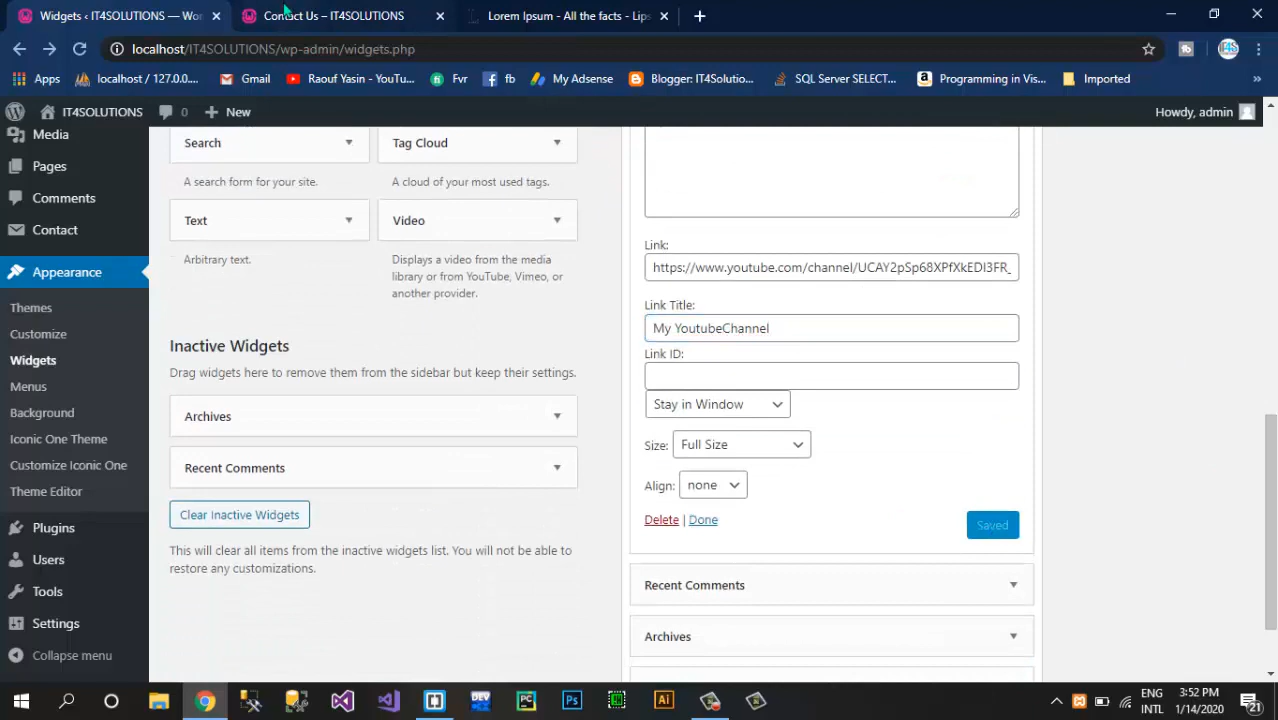 Widgets ‹ IT4SOLUTIONS — Wor
Contact Us – IT4SOLUTIONS
Lorem Ipsum - All the facts - Lips
localhost/IT4SOLUTIONS/wp-admin/widgets.php
Apps
localhost / 127.0.0....
Gmail
Raouf Yasin - YouTu...
Fvr
fb
My Adsense
Blogger: IT4Solutio...
SQL Server SELECT...
Programming in Vis...
Imported
»
IT4SOLUTIONS
0
New
Howdy, admin
Media
Pages
Comments
Contact
Appearance
Themes
Customize
Widgets
Menus
Background
Iconic One Theme
Customize Iconic One
Theme Editor
Plugins
Users
Tools
Settings
Collapse menu
Search
Tag Cloud
A search form for your site.
A cloud of your most used tags.
Text
Video
Arbitrary text.
Displays a video from the media
library or from YouTube, Vimeo, or
another provider.
Inactive Widgets
Drag widgets here to remove them from the sidebar but keep their settings.
Archives
Recent Comments
Clear Inactive Widgets
This will clear all items from the inactive widgets list. You will not be able to
restore any customizations.
Link:
https://www.youtube.com/channel/UCAY2pSp68XPfXkEDI3FR_
Link Title:
My YoutubeChannel
Link ID:
Stay in Window
Size: Full Size
Align: none
Delete | Done
Saved
Recent Comments
Archives
ENG
INTL
3:52 PM
1/14/2020
21